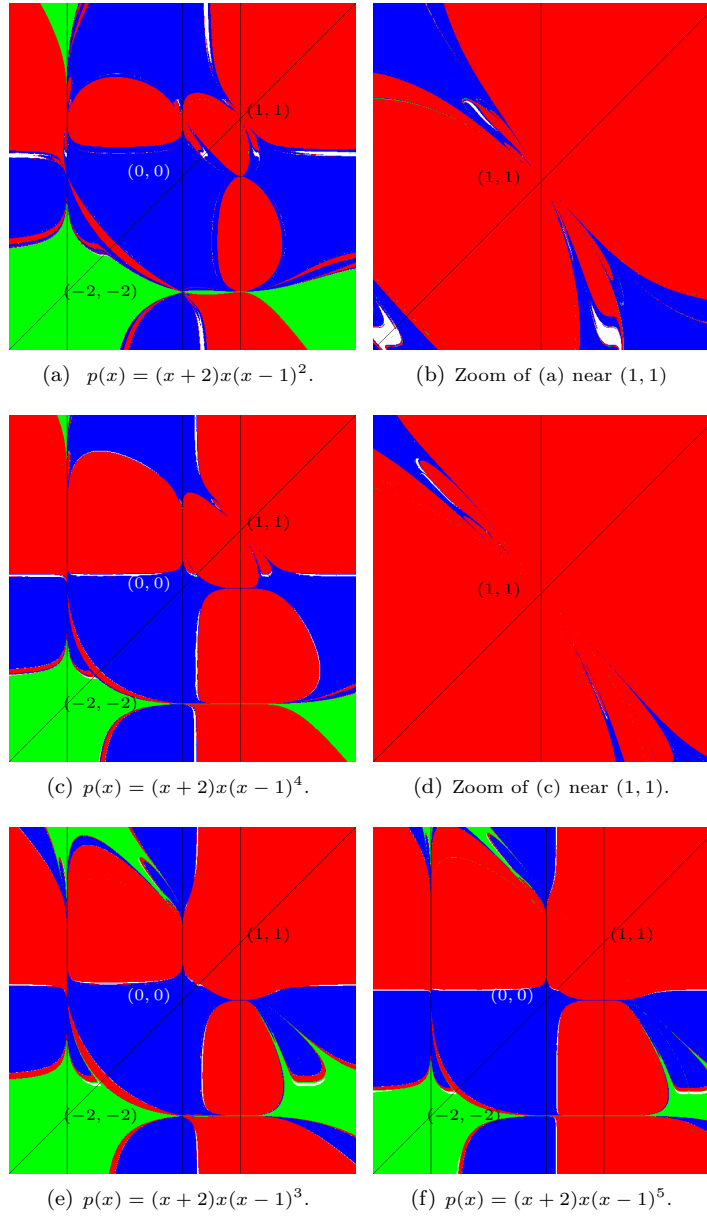 (1, 1)
(0, 0)
(−2, −2)
(1, 1)
(a) p(x) = (x + 2)x(x − 1)².
(b) Zoom of (a) near (1, 1)
(1, 1)
(0, 0)
(−2, −2)
(1, 1)
(c) p(x) = (x + 2)x(x − 1)⁴.
(d) Zoom of (c) near (1, 1).
(1, 1)
(0, 0)
(−2, −2)
(1, 1)
(0, 0)
(−2, −2)
(e) p(x) = (x + 2)x(x − 1)³.
(f) p(x) = (x + 2)x(x − 1)⁵.